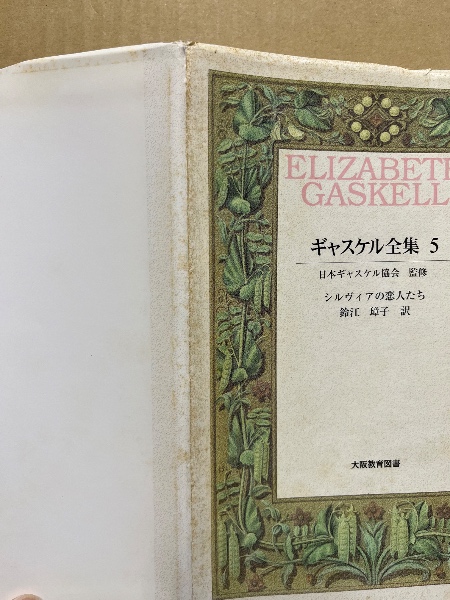 ELIZABETH
GASKELL
ギャスケル全集 5
日本ギャスケル協会 監修
シルヴィアの恋人たち
鈴江 璋子 訳
大阪教育図書